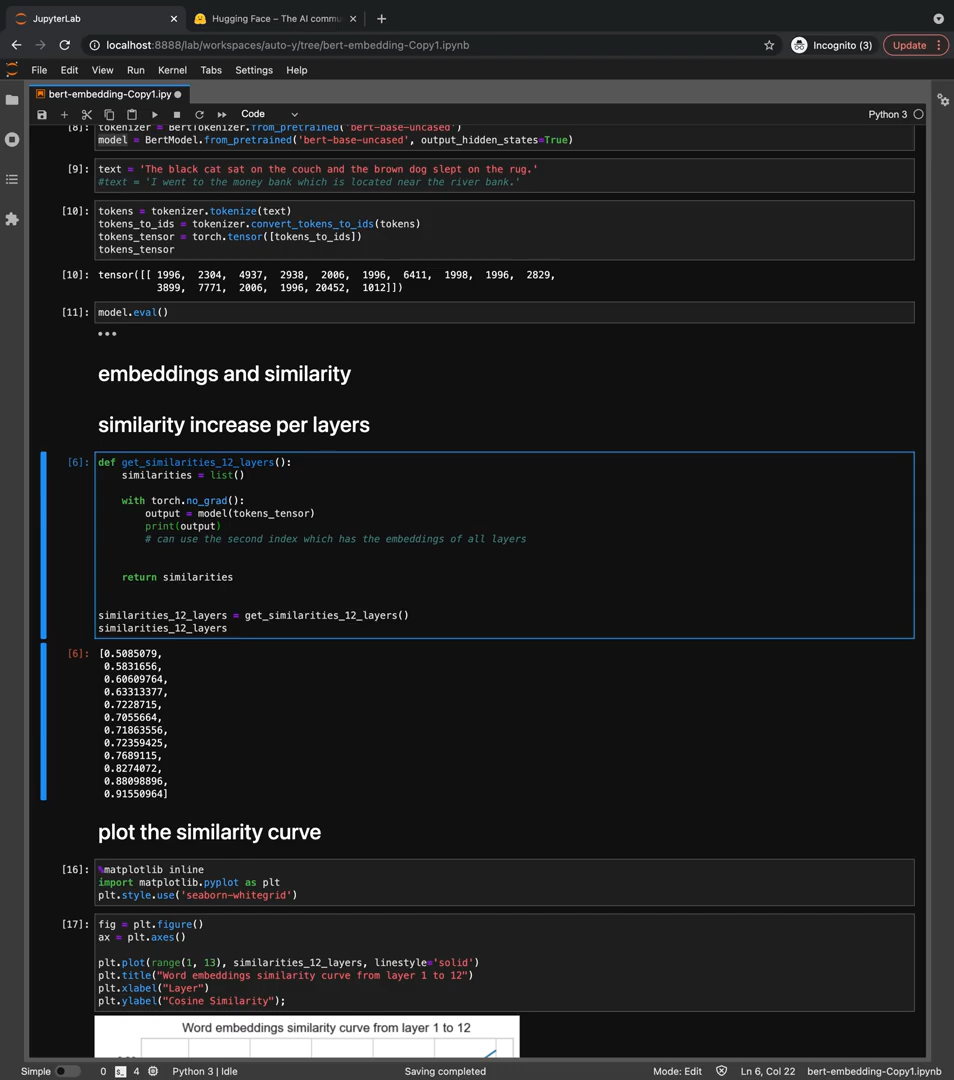 JupyterLab
Hugging Face – The AI commu
localhost:8888/lab/workspaces/auto-y/tree/bert-embedding-Copy1.ipynb
Incognito (3)
Update
File Edit View Run Kernel Tabs Settings Help
bert-embedding-Copy1.ipy
Code
Python 3
[8]: tokenizer = BertTokenizer.from_pretrained('bert-base-uncased')
model = BertModel.from_pretrained('bert-base-uncased', output_hidden_states=True)
[9]: text = 'The black cat sat on the couch and the brown dog slept on the rug.'
#text = 'I went to the money bank which is located near the river bank.'
[10]: tokens = tokenizer.tokenize(text)
tokens_to_ids = tokenizer.convert_tokens_to_ids(tokens)
tokens_tensor = torch.tensor([tokens_to_ids])
tokens_tensor
[10]: tensor([[ 1996, 2304, 4937, 2938, 2006, 1996, 6411, 1998, 1996, 2829,
3899, 7771, 2006, 1996, 20452, 1012]])
[11]: model.eval()
embeddings and similarity
similarity increase per layers
[6]: def get_similarities_12_layers():
similarities = list()
with torch.no_grad():
output = model(tokens_tensor)
print(output)
# can use the second index which has the embeddings of all layers
return similarities
similarities_12_layers = get_similarities_12_layers()
similarities_12_layers
[6]: [0.5085079,
0.5831656,
0.60609764,
0.63313377,
0.7228715,
0.7055664,
0.71863556,
0.72359425,
0.7689115,
0.8274072,
0.88098896,
0.91550964]
plot the similarity curve
[16]: %matplotlib inline
import matplotlib.pyplot as plt
plt.style.use('seaborn-whitegrid')
[17]: fig = plt.figure()
ax = plt.axes()
plt.plot(range(1, 13), similarities_12_layers, linestyle='solid')
plt.title("Word embeddings similarity curve from layer 1 to 12")
plt.xlabel("Layer")
plt.ylabel("Cosine Similarity");
Word embeddings similarity curve from layer 1 to 12
Simple 0 4 Python 3 | Idle Saving completed Mode: Edit Ln 6, Col 22 bert-embedding-Copy1.ipynb